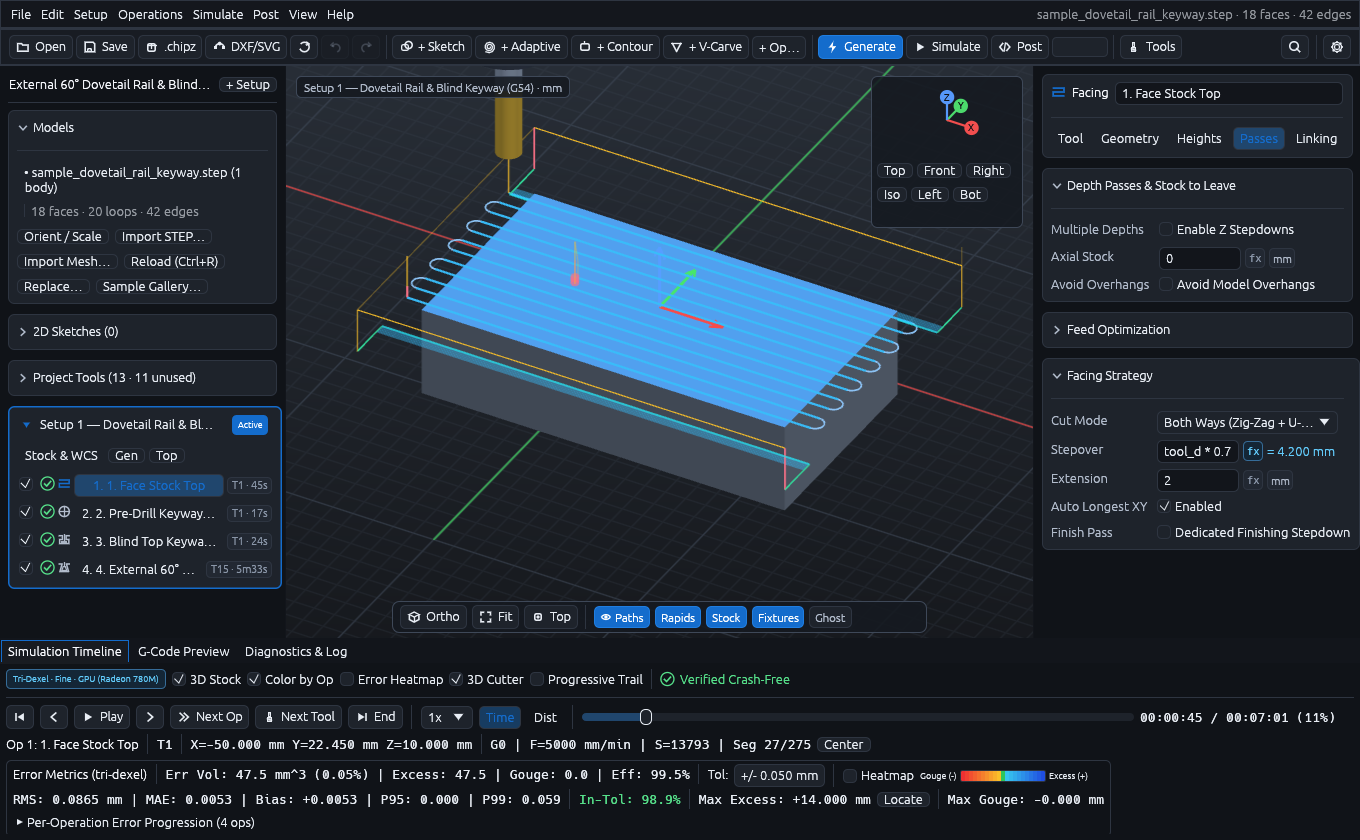 File Edit Setup Operations Simulate Post View Help
sample_dovetail_rail_keyway.step · 18 faces · 42 edges
Open Save .chipz DXF/SVG + Sketch + Adaptive + Contour + V-Carve + Op... Generate Simulate Post Tools
External 60° Dovetail Rail & Blind... + Setup
Models
• sample_dovetail_rail_keyway.step (1
body)
18 faces · 20 loops · 42 edges
Orient / Scale Import STEP...
Import Mesh... Reload (Ctrl+R)
Replace... Sample Gallery...
2D Sketches (0)
Project Tools (13 · 11 unused)
Setup 1 — Dovetail Rail & Bl... Active
Stock & WCS Gen Top
1. 1. Face Stock Top T1 · 45s
2. 2. Pre-Drill Keyway... T1 · 17s
3. 3. Blind Top Keywa... T1 · 24s
4. 4. External 60° ... T15 · 5m33s
Setup 1 — Dovetail Rail & Blind Keyway (G54) · mm
Z Y X
Top Front Right
Iso Left Bot
Ortho Fit Top Paths Rapids Stock Fixtures Ghost
Facing 1. Face Stock Top
Tool Geometry Heights Passes Linking
Depth Passes & Stock to Leave
Multiple Depths Enable Z Stepdowns
Axial Stock 0 fx mm
Avoid Overhangs Avoid Model Overhangs
Feed Optimization
Facing Strategy
Cut Mode Both Ways (Zig-Zag + U-...
Stepover tool_d * 0.7 fx = 4.200 mm
Extension 2 fx mm
Auto Longest XY Enabled
Finish Pass Dedicated Finishing Stepdown
Simulation Timeline G-Code Preview Diagnostics & Log
Tri-Dexel · Fine · GPU (Radeon 780M) 3D Stock Color by Op Error Heatmap 3D Cutter Progressive Trail Verified Crash-Free
Play Next Op Next Tool End 1x Time Dist 00:00:45 / 00:07:01 (11%)
Op 1: 1. Face Stock Top T1 X=-50.000 mm Y=22.450 mm Z=10.000 mm G0 | F=5000 mm/min | S=13793 | Seg 27/275 Center
Error Metrics (tri-dexel) Err Vol: 47.5 mm^3 (0.05%) | Excess: 47.5 | Gouge: 0.0 | Eff: 99.5% Tol: +/- 0.050 mm Heatmap Gouge (-) Excess (+)
RMS: 0.0865 mm | MAE: 0.0053 | Bias: +0.0053 | P95: 0.000 | P99: 0.059 In-Tol: 98.9% Max Excess: +14.000 mm Locate Max Gouge: -0.000 mm
Per-Operation Error Progression (4 ops)